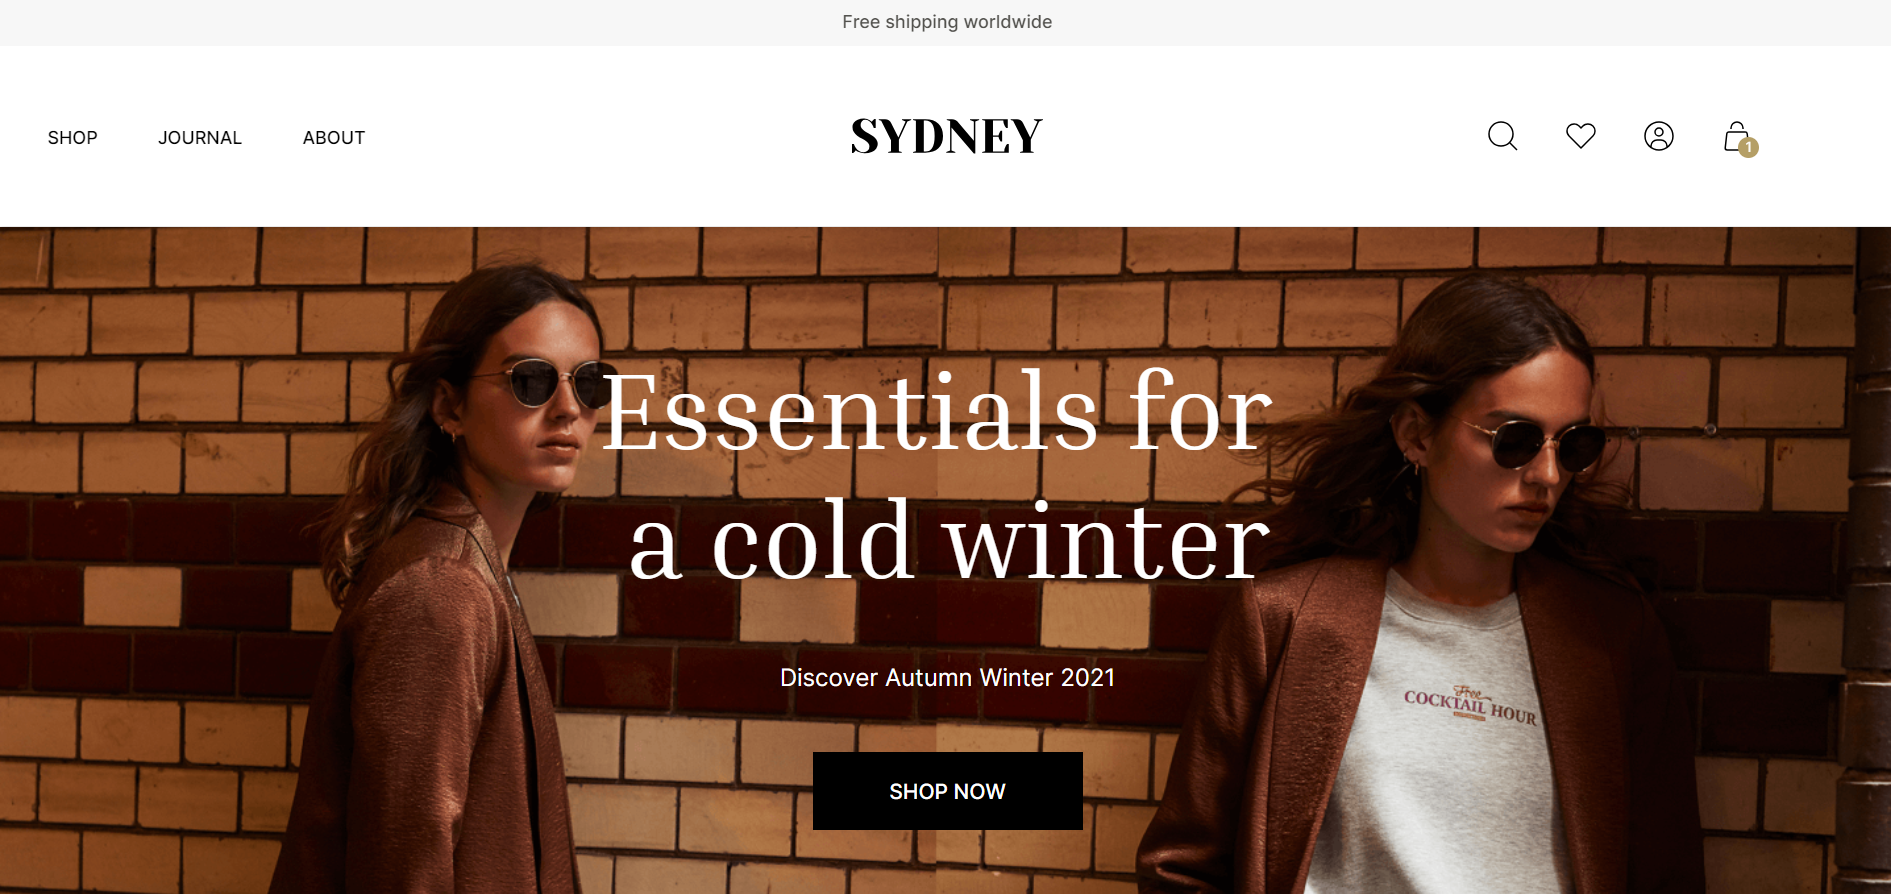 Free shipping worldwide
SHOP
JOURNAL
ABOUT
SYDNEY
1
Essentials for
a cold winter
Discover Autumn Winter 2021
Free
COCKTAIL HOUR
SHOP NOW